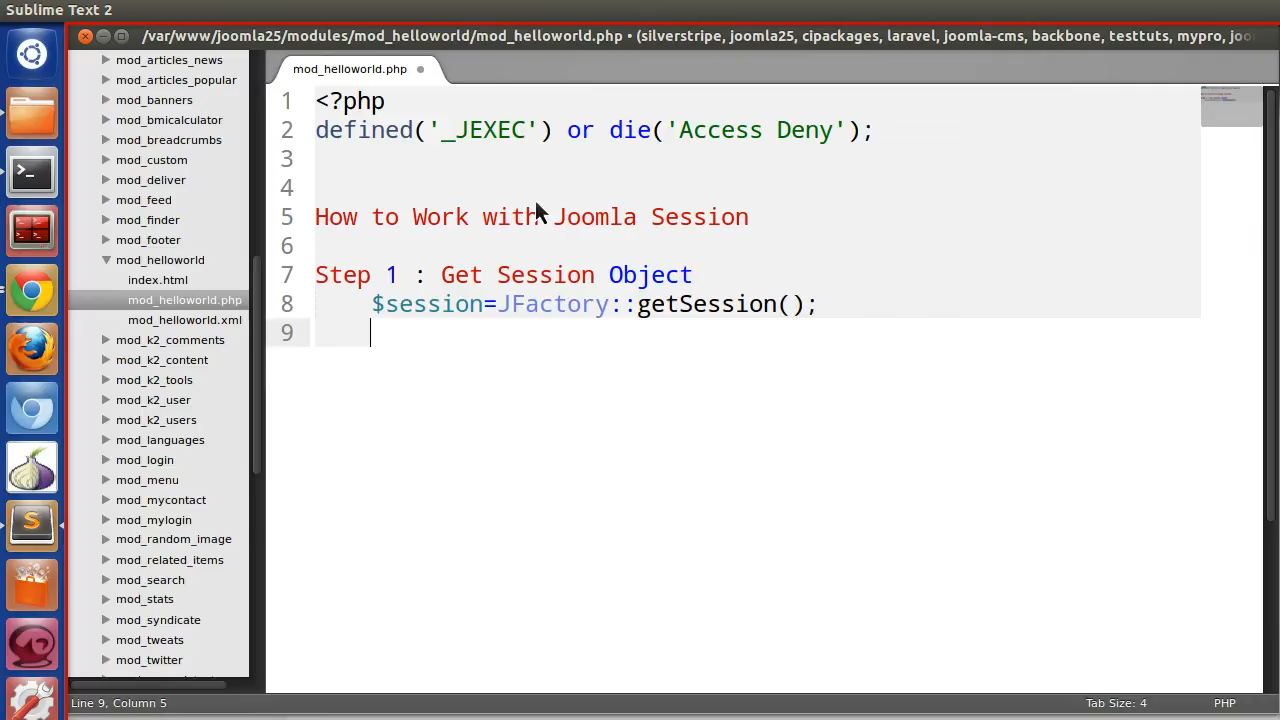 Sublime Text 2
/var/www/joomla25/modules/mod_helloworld/mod_helloworld.php • (silverstripe, joomla25, cipackages, laravel, joomla-cms, backbone, testtuts, mypro,
mod_articles_news
mod_articles_popular
mod_banners
mod_bmicalculator
mod_breadcrumbs
mod_custom
mod_deliver
mod_feed
mod_finder
mod_footer
mod_helloworld
index.html
mod_helloworld.php
mod_helloworld.xml
mod_k2_comments
mod_k2_content
mod_k2_tools
mod_k2_user
mod_k2_users
mod_languages
mod_login
mod_menu
mod_mycontact
mod_mylogin
mod_random_image
mod_related_items
mod_search
mod_stats
mod_syndicate
mod_tweats
mod_twitter
mod_helloworld.php
1 <?php
2 defined('_JEXEC') or die('Access Deny');
3
4
5 How to Work with Joomla Session
6
7 Step 1 : Get Session Object
8 $session=JFactory::getSession();
9
Line 9, Column 5
Tab Size: 4
PHP